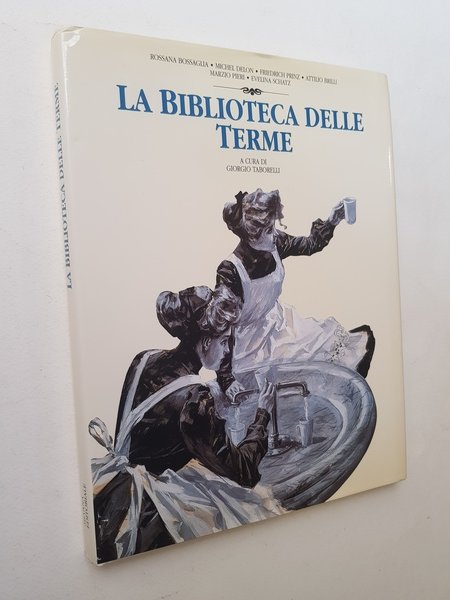 ROSSANA BOSSAGLIA • MICHEL DELON • FRIEDRICH PRINZ • ATTILIO BRILLI
MARZIO PIERI • EVELINA SCHATZ
LA BIBLIOTECA DELLE
TERME
A CURA DI
GIORGIO TABORELLI
LA BIBLIOTECA DELLE TERME